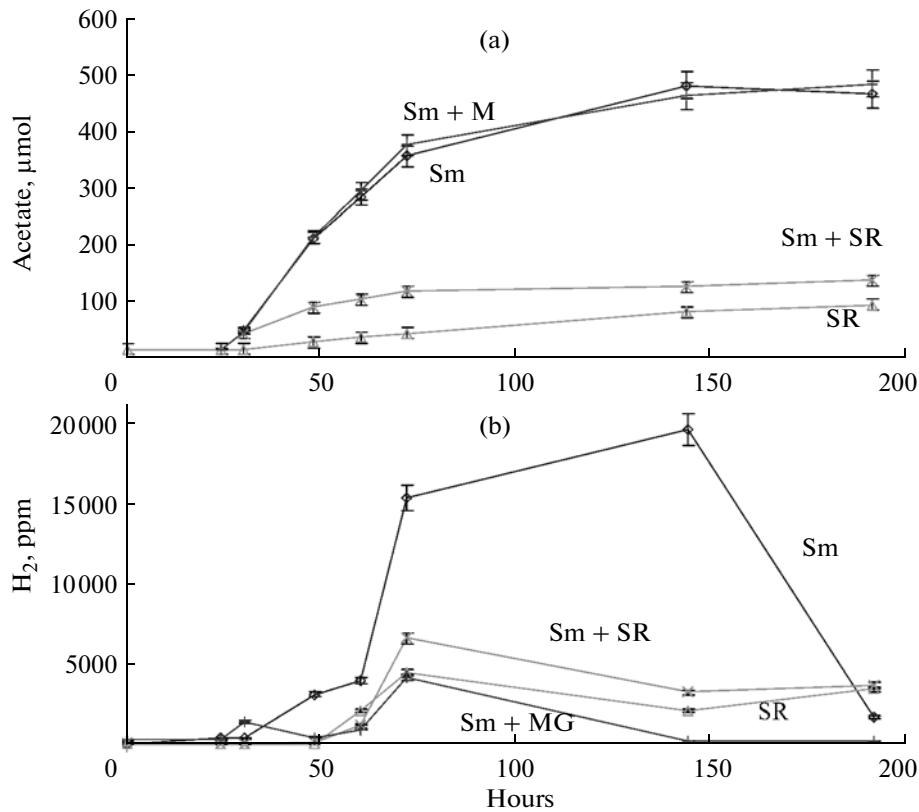 600
(a)
500
Sm + M
400
Sm
300
Acetate, µmol
Sm + SR
200
100
SR
0 50 100 150 200
20000
(b)
15000
Sm
H2, ppm
10000
Sm + SR
5000
SR
Sm + MG
0 50 100 150 200
Hours